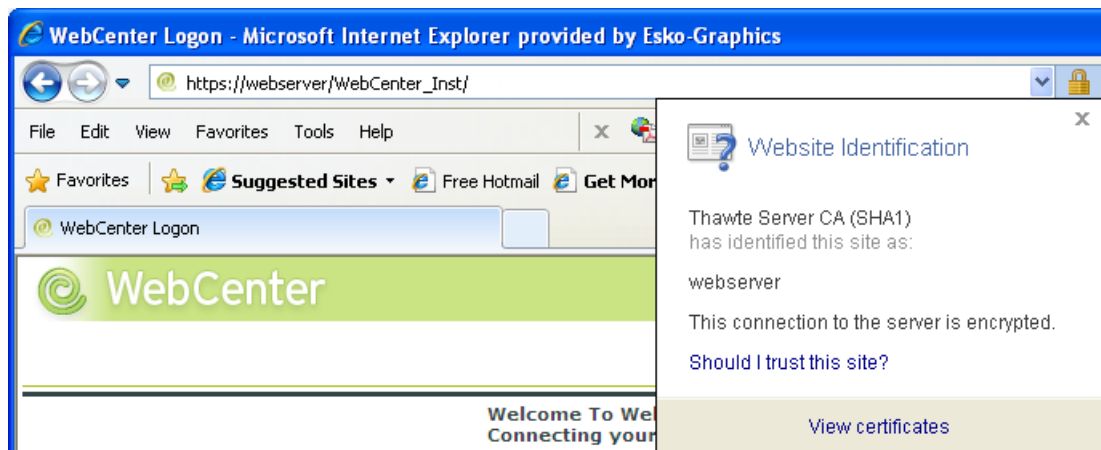 WebCenter Logon - Microsoft Internet Explorer provided by Esko-Graphics
https://webserver/WebCenter_Inst/
File Edit View Favorites Tools Help
X
Favorites Suggested Sites Free Hotmail Get Mor
WebCenter Logon
WebCenter
Welcome To Wel
Connecting your
X
Website Identification
Thawte Server CA (SHA1)
has identified this site as:
webserver
This connection to the server is encrypted.
Should I trust this site?
View certificates